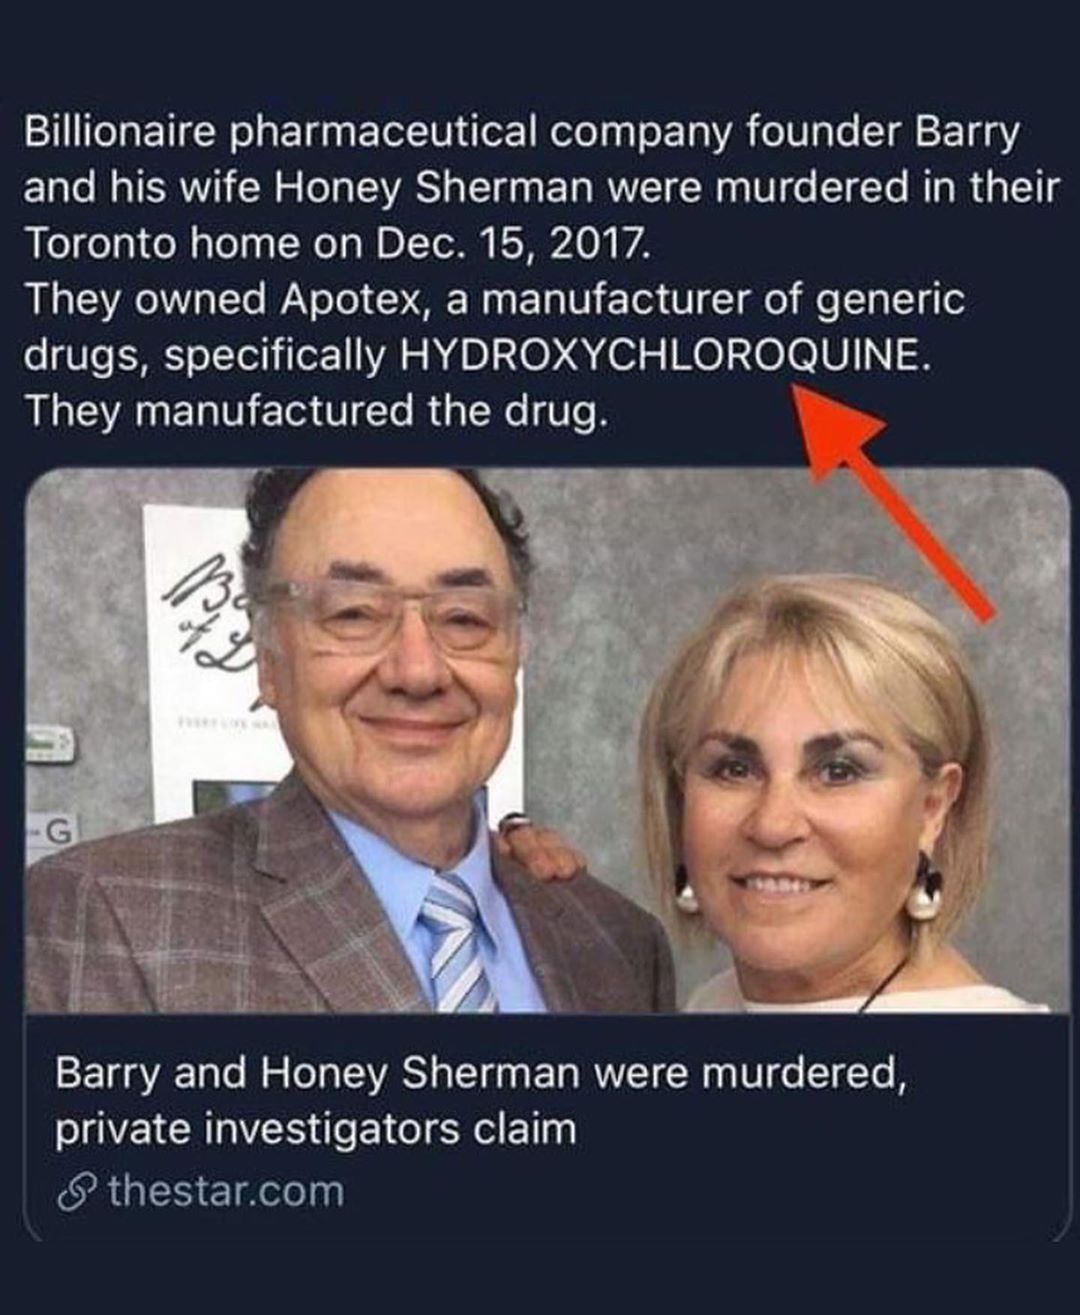 Billionaire pharmaceutical company founder Barry
and his wife Honey Sherman were murdered in their
Toronto home on Dec. 15, 2017.
They owned Apotex, a manufacturer of generic
drugs, specifically HYDROXYCHLOROQUINE.
They manufactured the drug.
-G
Barry and Honey Sherman were murdered,
private investigators claim
thestar.com